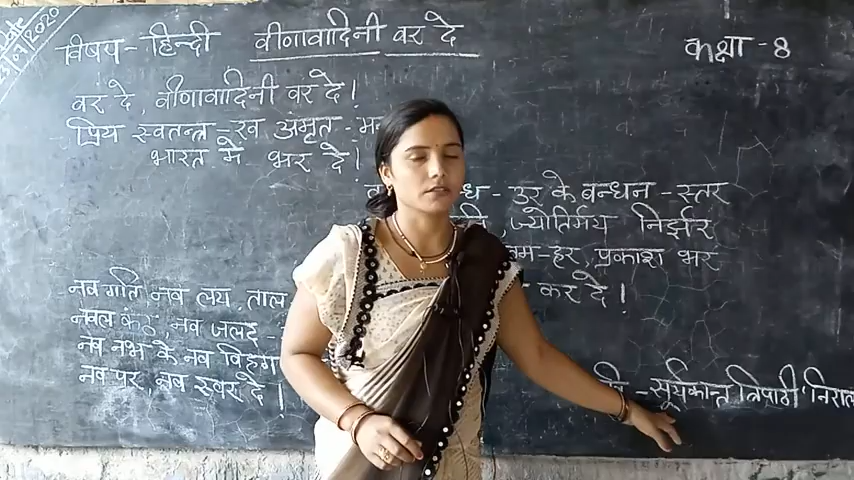 विषय - हिन्दी
वीणावादिनी वर दे
कक्षा - 8
वर दे, वीणावादिनी वर दे!
प्रिय स्वतन्त्र - रव अमृत -
भारत में भर दे!
उर के बन्धन - स्तर
ज्योतिर्मय निर्झर
तम - हर, प्रकाश भर
कर दे!
नव गति, नव लय, ताल
नवल कंठ, नव जलद -
नव नभ के नव विहग
नव पर, नव स्वर दे!
- सूर्यकान्त त्रिपाठी